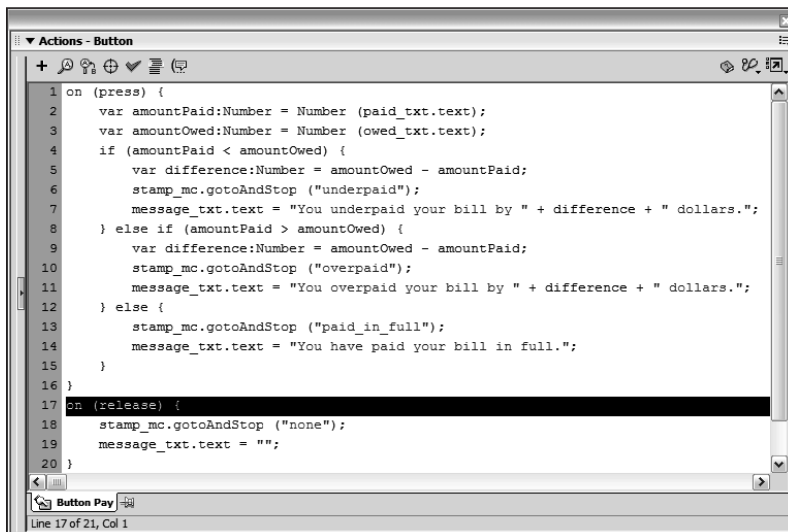 Actions - Button
1 on (press) {
2 var amountPaid:Number = Number (paid_txt.text);
3 var amountOwed:Number = Number (owed_txt.text);
4 if (amountPaid < amountOwed) {
5 var difference:Number = amountOwed - amountPaid;
6 stamp_mc.gotoAndStop ("underpaid");
7 message_txt.text = "You underpaid your bill by " + difference + " dollars.";
8 } else if (amountPaid > amountOwed) {
9 var difference:Number = amountOwed - amountPaid;
10 stamp_mc.gotoAndStop ("overpaid");
11 message_txt.text = "You overpaid your bill by " + difference + " dollars.";
12 } else {
13 stamp_mc.gotoAndStop ("paid_in_full");
14 message_txt.text = "You have paid your bill in full.";
15 }
16 }
17 on (release) {
18 stamp_mc.gotoAndStop ("none");
19 message_txt.text = "";
20 }
Button Pay
Line 17 of 21, Col 1